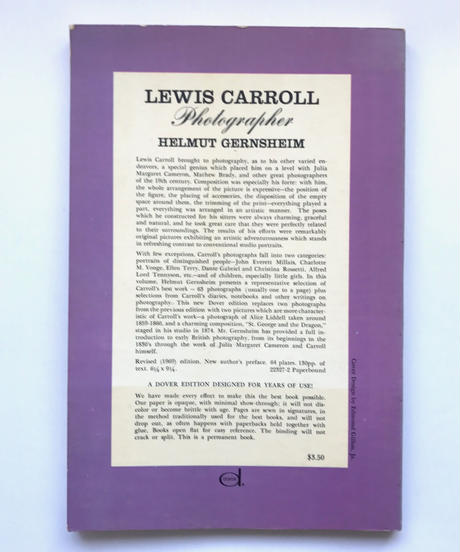 LEWIS CARROLL
Photographer
HELMUT GERNSHEIM
Lewis Carroll brought to photography, as to his other varied en-
deavors, a special genius which placed him on a level with Julia
Margaret Cameron, Mathew Brady, and other great photographers
of the 19th century. Composition was especially his forte: with him,
the whole arrangement of the picture is expressive—the position of
the figure, the placing of accessories, the disposition of the empty
space around them, the trimming of the print—everything played a
part, everything was arranged in an artistic manner. The poses
which he constructed for his sitters were always charming, graceful
and natural, and he took great care that they were perfectly related
to their surroundings. The results of his efforts were remarkably
original pictures exhibiting an artistic adventurousness which stands
in refreshing contrast to conventional studio portraits.
With few exceptions, Carroll's photographs fall into two categories:
portraits of distinguished people—John Everett Millais, Charlotte
M. Yonge, Ellen Terry, Dante Gabriel and Christina Rossetti, Alfred
Lord Tennyson, etc.—and of children, especially little girls. In this
volume, Helmut Gernsheim presents a representative selection of
Carroll's best work – 63 photographs (usually one to a page) plus
selections from Carroll's diaries, notebooks and other writings on
photography. This new Dover edition replaces two photographs
from the previous edition with two pictures which are more character-
istic of Carroll's work—a photograph of Alice Liddell taken around
1859-1860, and a charming composition, "St. George and the Dragon,"
staged in his studio in 1874. Mr. Gernsheim has provided a full in-
troduction to early British photography, from its beginnings in the
1830's through the work of Julia Margaret Cameron and Carroll
himself.
Revised (1969) edition. New author's preface. 64 plates. 180pp. of
text. 6⅛ x 9¼. 22327-2 Paperbound
A DOVER EDITION DESIGNED FOR YEARS OF USE!
We have made every effort to make this the best book possible.
Our paper is opaque, with minimal show-through; it will not dis-
color or become brittle with age. Pages are sewn in signatures, in
the method traditionally used for the best books, and will not
drop out, as often happens with paperbacks held together with
glue. Books open flat for easy reference. The binding will not
crack or split. This is a permanent book.
$3.50
Cover Design by Edmund Gillon, Jr.
DOVER